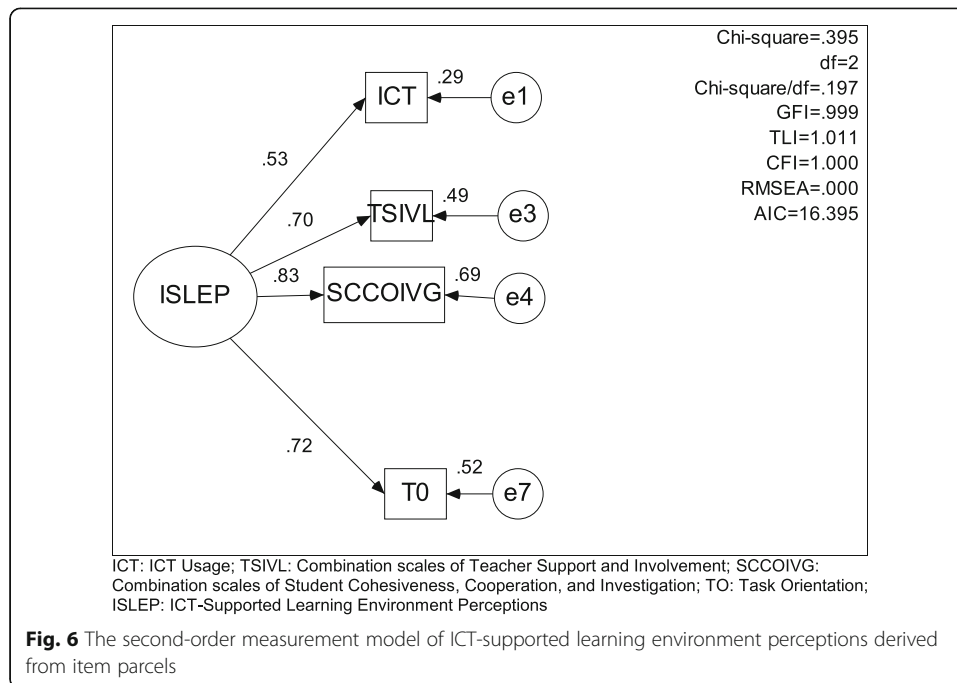 Chi-square=.395
df=2
Chi-square/df=.197
GFI=.999
TLI=1.011
CFI=1.000
RMSEA=.000
AIC=16.395
.29
ICT
e1
.53
.49
TSIVL
e3
.70
.83
.69
ISLEP
SCCOIVG
e4
.72
.52
T0
e7
ICT: ICT Usage; TSIVL: Combination scales of Teacher Support and Involvement; SCCOIVG:
Combination scales of Student Cohesiveness, Cooperation, and Investigation; TO: Task Orientation;
ISLEP: ICT-Supported Learning Environment Perceptions
Fig. 6 The second-order measurement model of ICT-supported learning environment perceptions derived
from item parcels